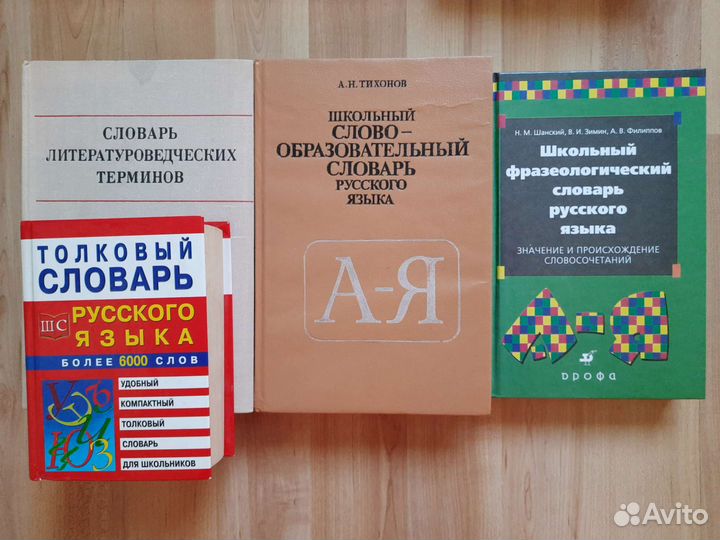 СЛОВАРЬ
ЛИТЕРАТУРОВЕДЧЕСКИХ
ТЕРМИНОВ
А.Н. ТИХОНОВ
ШКОЛЬНЫЙ
СЛОВО-
ОБРАЗОВАТЕЛЬНЫЙ
СЛОВАРЬ
РУССКОГО
ЯЗЫКА
А-Я
Н. М. Шанский, В. И. Зимин, А. В. Филиппов
Школьный
фразеологический
словарь
русского
языка
ЗНАЧЕНИЕ И ПРОИСХОЖДЕНИЕ
СЛОВОСОЧЕТАНИЙ
А-Я
дрофа
ТОЛКОВЫЙ
СЛОВАРЬ
ШС
РУССКОГО
ЯЗЫКА
БОЛЕЕ 6000 СЛОВ
УДОБНЫЙ
КОМПАКТНЫЙ
ТОЛКОВЫЙ
СЛОВАРЬ
ДЛЯ ШКОЛЬНИКОВ
Avito